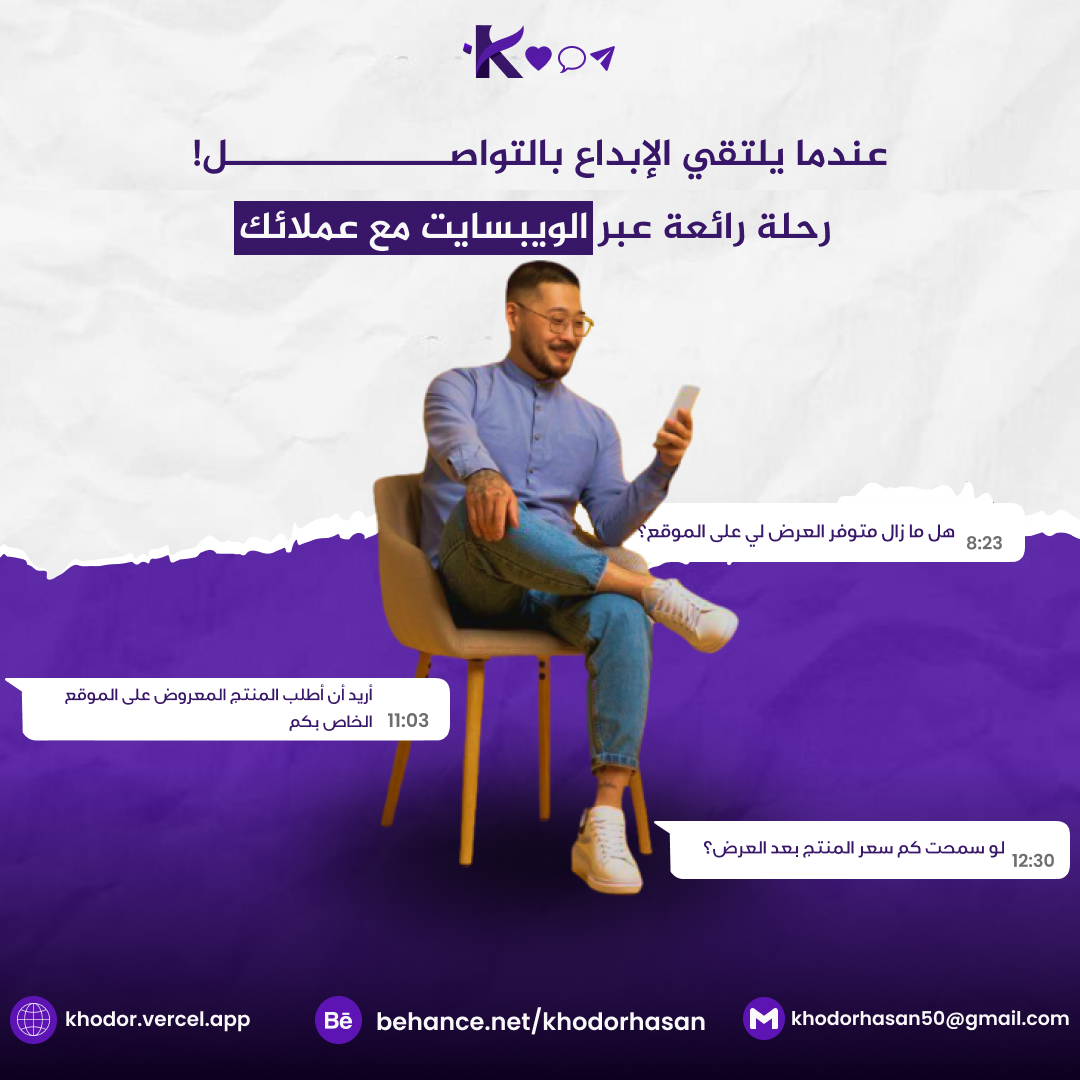 K
عندما يلتقي الإبداع بالتواصـــــــــــــــــل!
رحلة رائعة عبر الويبسايت مع عملائك
هل ما زال متوفر العرض لي على الموقع؟ 8:23
أريد أن أطلب المنتج المعروض على الموقع
الخاص بكم 11:03
لو سمحت كم سعر المنتج بعد العرض؟ 12:30
khodor.vercel.app
Bē behance.net/khodorhasan
khodorhasan50@gmail.com